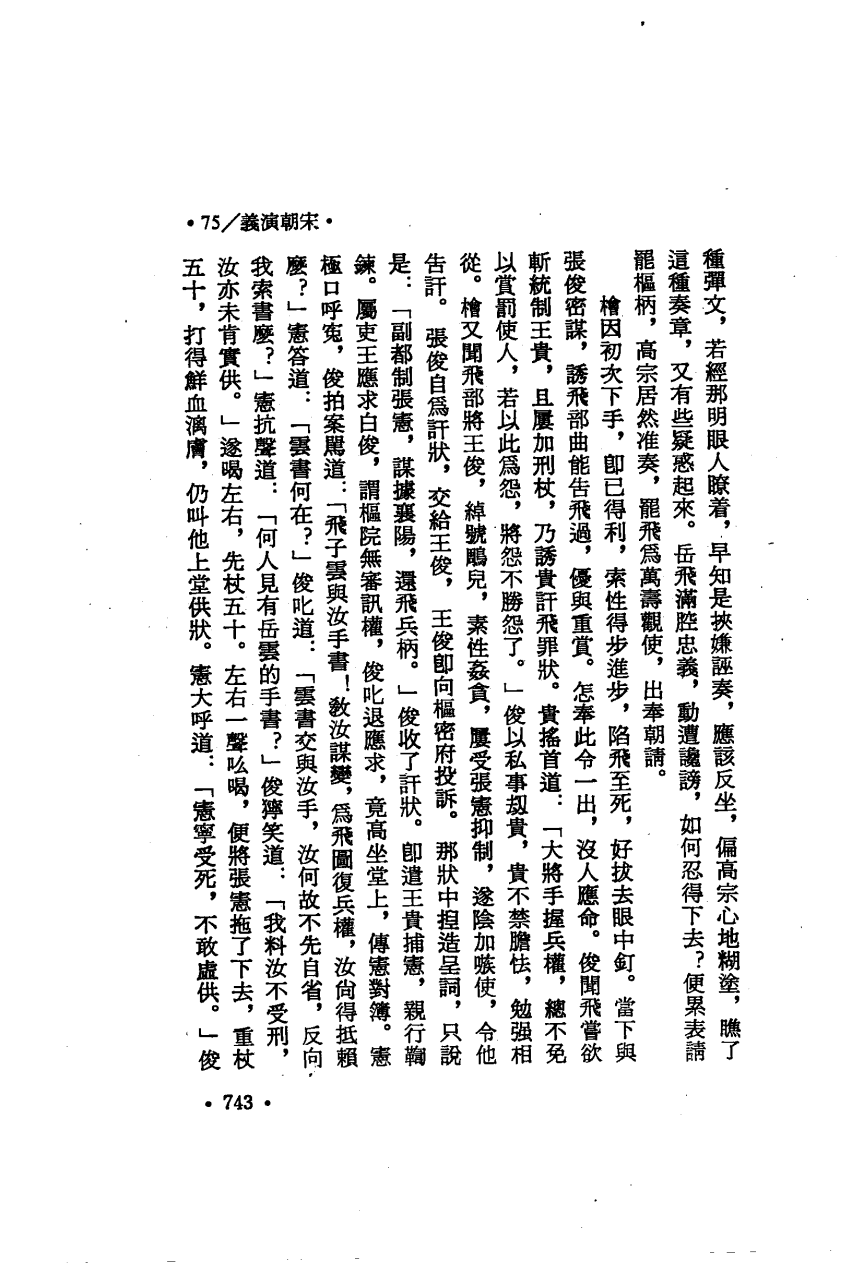 •75／義演朝宋•
種彈文，若經那明眼人瞭着，早知是挾嫌誣奏，應該反坐，偏高宗心地糊塗，瞧了
這種奏章，又有些疑惑起來。岳飛滿腔忠義，動遭讒謗，如何忍得下去？便累表請
罷樞柄，高宗居然准奏，罷飛爲萬壽觀使，出奉朝請。
檜因初次下手，卽已得利，索性得步進步，陷飛至死，好拔去眼中釘。當下與
張俊密謀，誘飛部曲能告飛過，優與重賞。怎奉此令一出，沒人應命。俊聞飛嘗欲
斬統制王貴，且屢加刑杖，乃誘貴訐飛罪狀。貴搖首道：「大將手握兵權，總不免
以賞罰使人，若以此爲怨，將怨不勝怨了。」俊以私事刼貴，貴不禁膽怯，勉强相
從。檜又聞飛部將王俊，綽號鵰兒，素性姦貪，屢受張憲抑制，遂陰加嗾使，令他
告訐。張俊自爲訐狀，交給王俊，王俊卽向樞密府投訴。那狀中揑造呈詞，只說
是：「副都制張憲，謀據襄陽，還飛兵柄。」俊收了訐狀。卽遣王貴捕憲，親行鞫
鍊。屬吏王應求白俊，謂樞院無審訊權，俊叱退應求，竟高坐堂上，傳憲對簿。憲
極口呼寃，俊拍案駡道：「飛子雲與汝手書！教汝謀變，爲飛圖復兵權，汝尙得抵賴
麽？」憲答道：「雲書何在？」俊叱道：「雲書交與汝手，汝何故不先自省，反向
我索書麽？」憲抗聲道：「何人見有岳雲的手書？」俊獰笑道：「我料汝不受刑，
汝亦未肯實供。」遂喝左右，先杖五十。左右一聲吆喝，便將張憲拖了下去，重杖
五十，打得鮮血漓膚，仍叫他上堂供狀。憲大呼道：「憲寧受死，不敢虛供。」俊
•743•